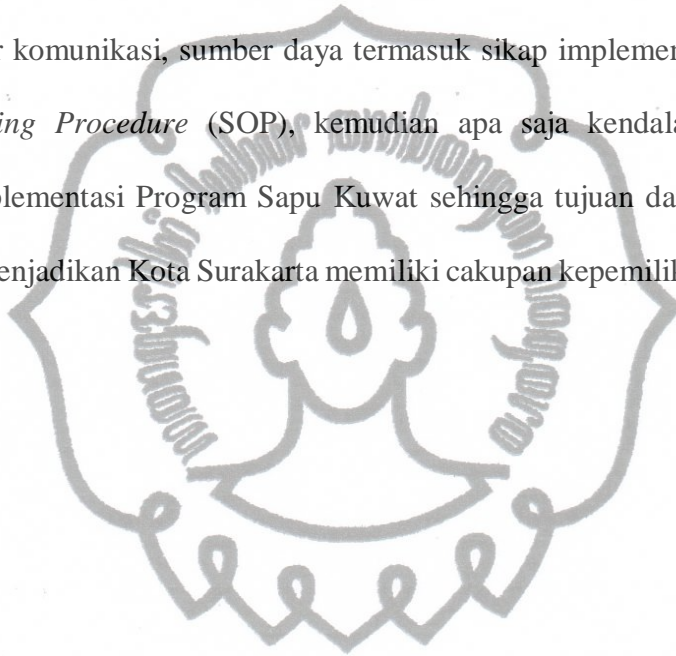 r komunikasi, sumber daya termasuk sikap implemen
ing Procedure (SOP), kemudian apa saja kendala
plementasi Program Sapu Kuwat sehingga tujuan da
enjadikan Kota Surakarta memiliki cakupan kepemilik